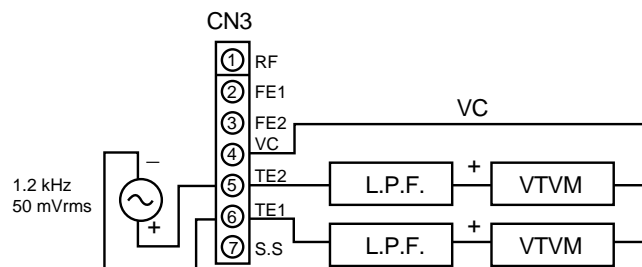 CN3
1 RF
2 FE1
3 FE2
4 VC
5 TE2
6 TE1
7 S.S
VC
1.2 kHz
50 mVrms
–
+
L.P.F.
+
VTVM
L.P.F.
+
VTVM